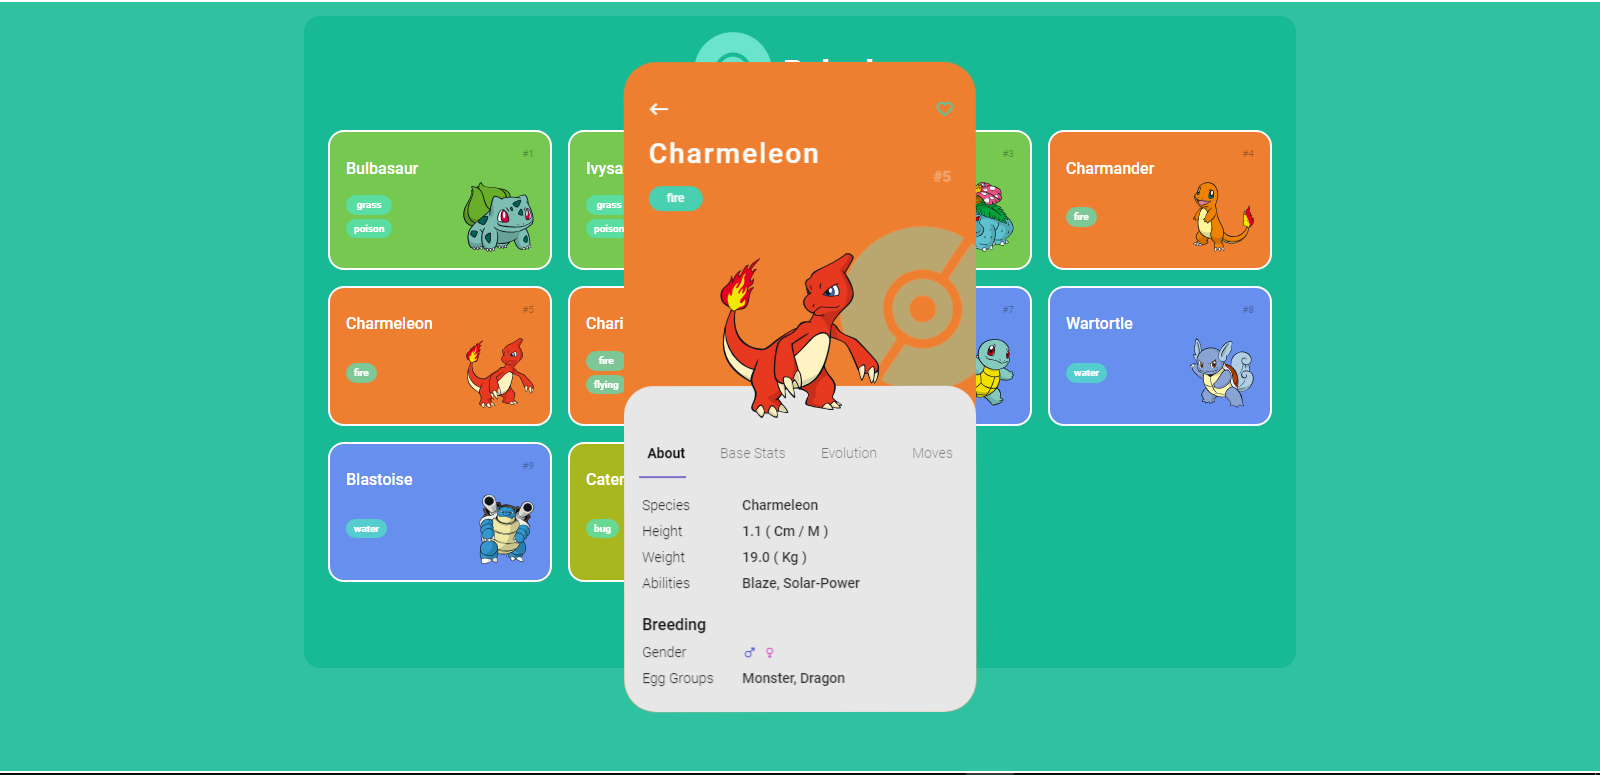 Bulbasaur
#1
grass
poison
Ivysa
grass
poison
#3
Charmander
#4
fire
Charmeleon
#5
fire
Chari
fire
flying
#7
Wartortle
#8
water
Blastoise
#9
water
Cater
bug
Charmeleon
#5
fire
About Base Stats Evolution Moves
Species Charmeleon
Height 1.1 ( Cm / M )
Weight 19.0 ( Kg )
Abilities Blaze, Solar-Power
Breeding
Gender ♂ ♀
Egg Groups Monster, Dragon